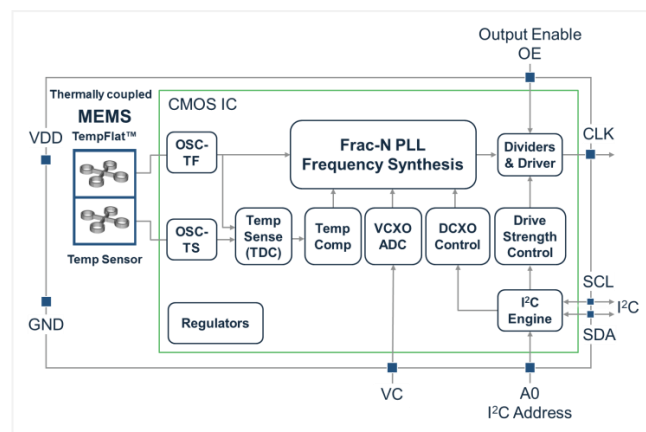 Output Enable
OE
Thermally coupled
MEMS
TempFlat™
VDD
CMOS IC
OSC-
TF
Frac-N PLL
Frequency Synthesis
Dividers
& Driver
CLK
OSC-
TS
Temp
Sense
(TDC)
Temp
Comp
VCXO
ADC
DCXO
Control
Drive
Strength
Control
Temp Sensor
GND
Regulators
I²C
Engine
SCL
I²C
SDA
VC
A0
I²C Address